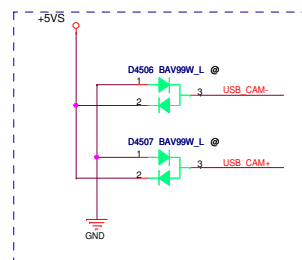 +5VS
D4506 BAV99W_L @
1
2
3
USB_CAM-
D4507 BAV99W_L @
1
2
3
USB_CAM+
GND